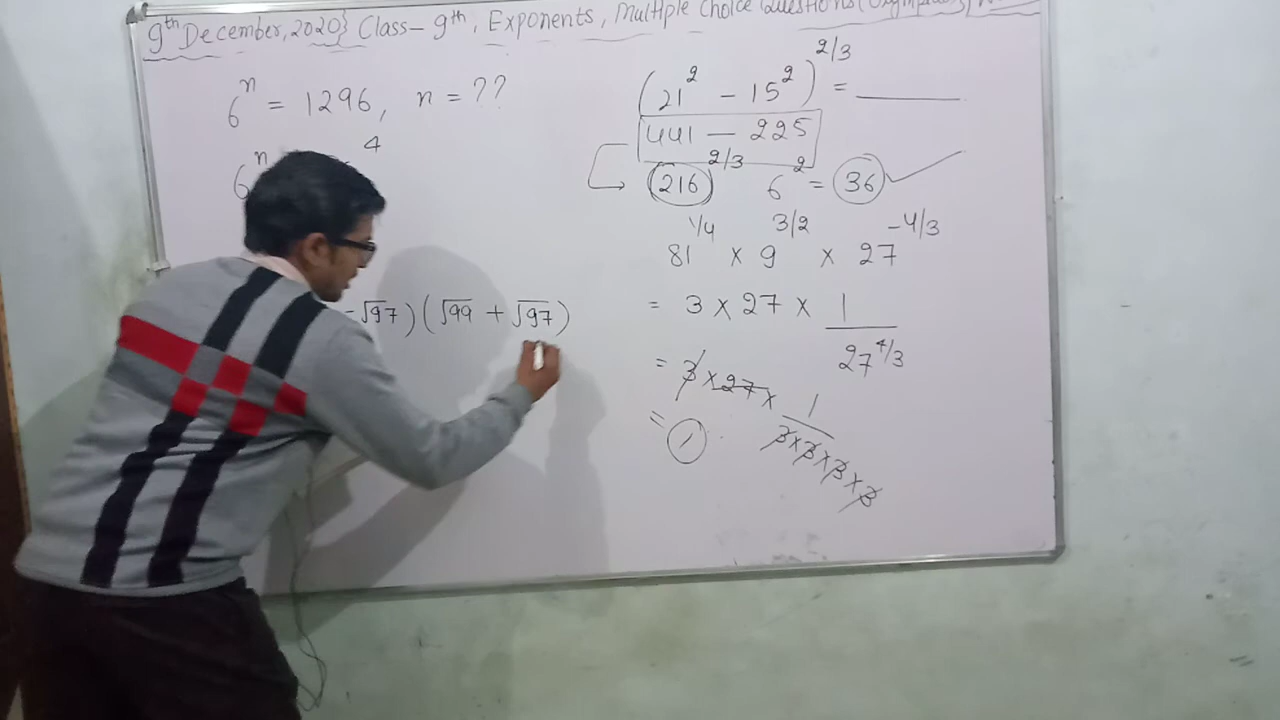 9th December, 2020} Class - 9th, Exponents, Multiple Choice Questions
6^n = 1296, n = ??
6^n 4
- √97)(√99 + √97)
(21² - 15²)^2/3 = ______
441 - 225
(216)^2/3 6² = 36 ✓
81^1/4 × 9^3/2 × 27^-4/3
= 3 × 27 × 1/27^4/3
= 3 × 27 × 1/3×3×3×3
= 1